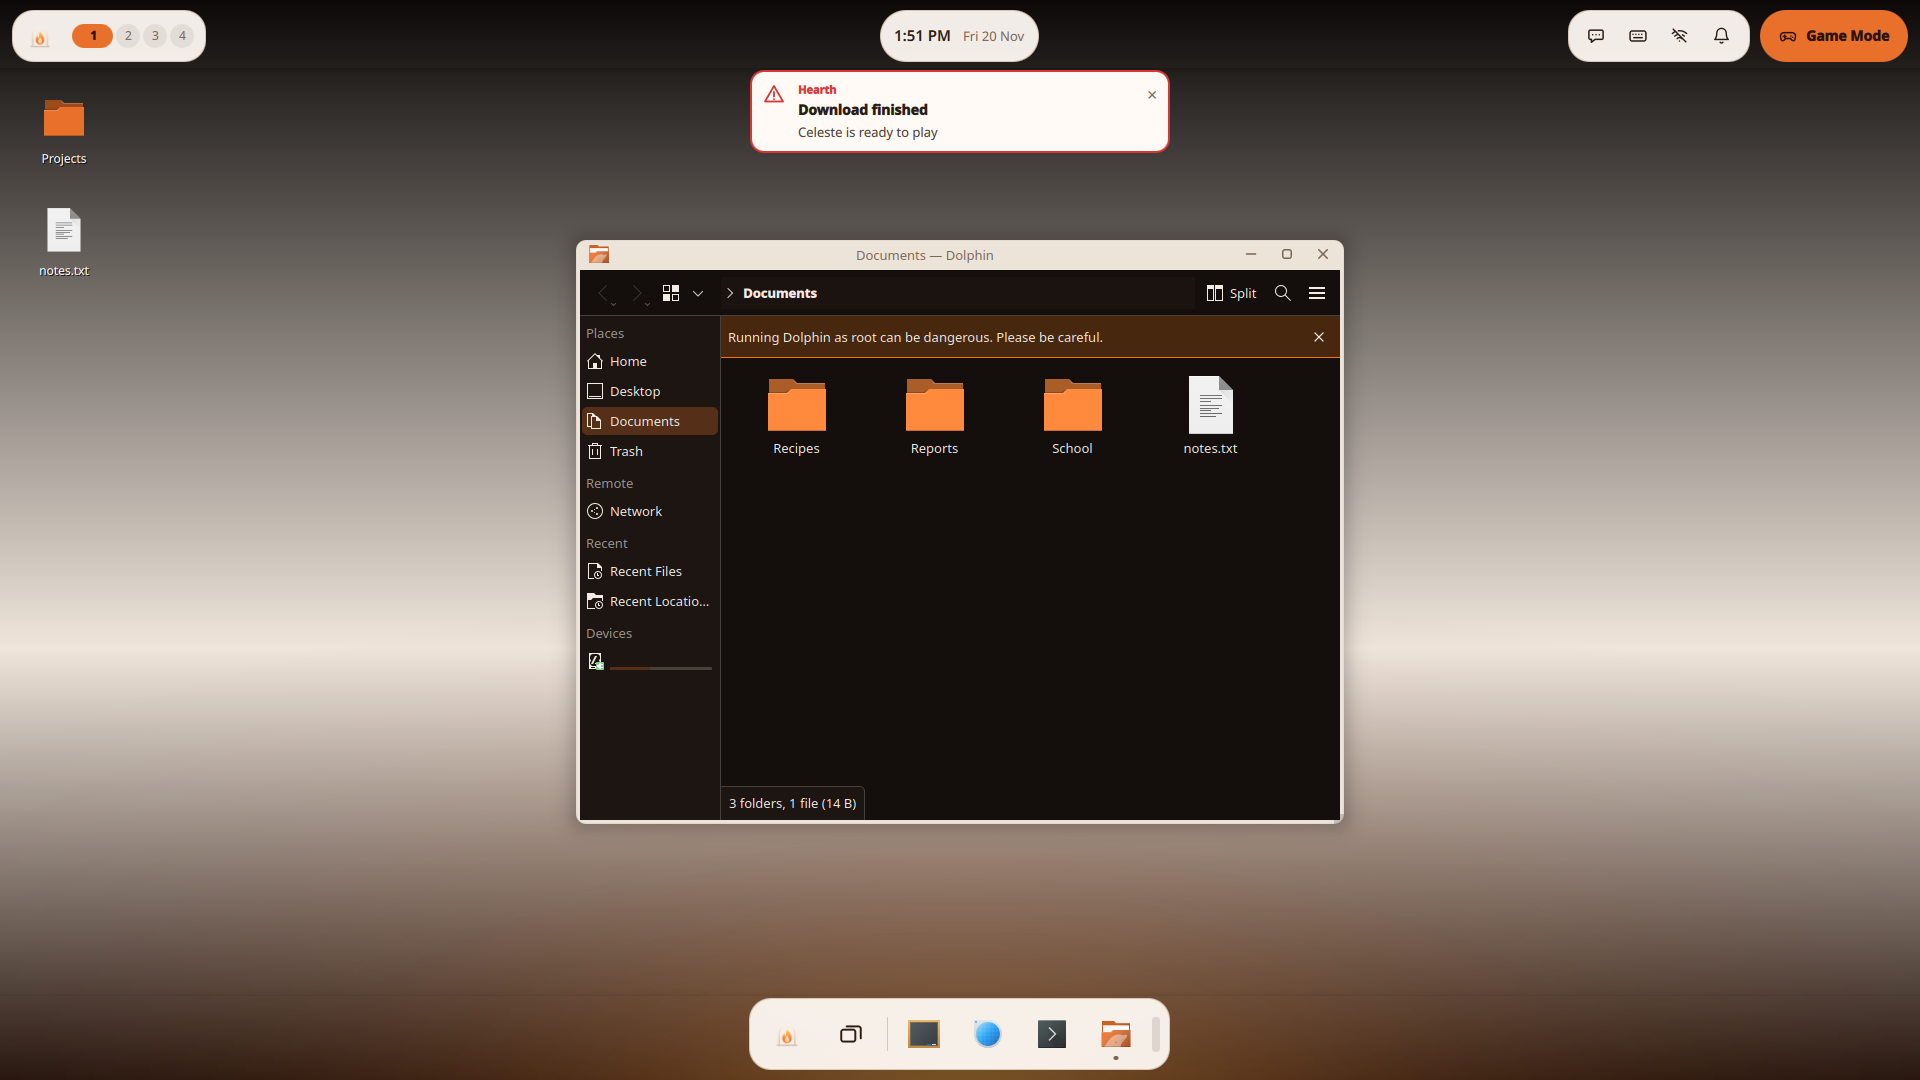 1 2 3 4
1:51 PM Fri 20 Nov
Game Mode
Hearth
Download finished
Celeste is ready to play
Projects
notes.txt
Documents — Dolphin
Documents
Split
Places
Home
Desktop
Documents
Trash
Remote
Network
Recent
Recent Files
Recent Locatio...
Devices
Running Dolphin as root can be dangerous. Please be careful.
Recipes
Reports
School
notes.txt
3 folders, 1 file (14 B)